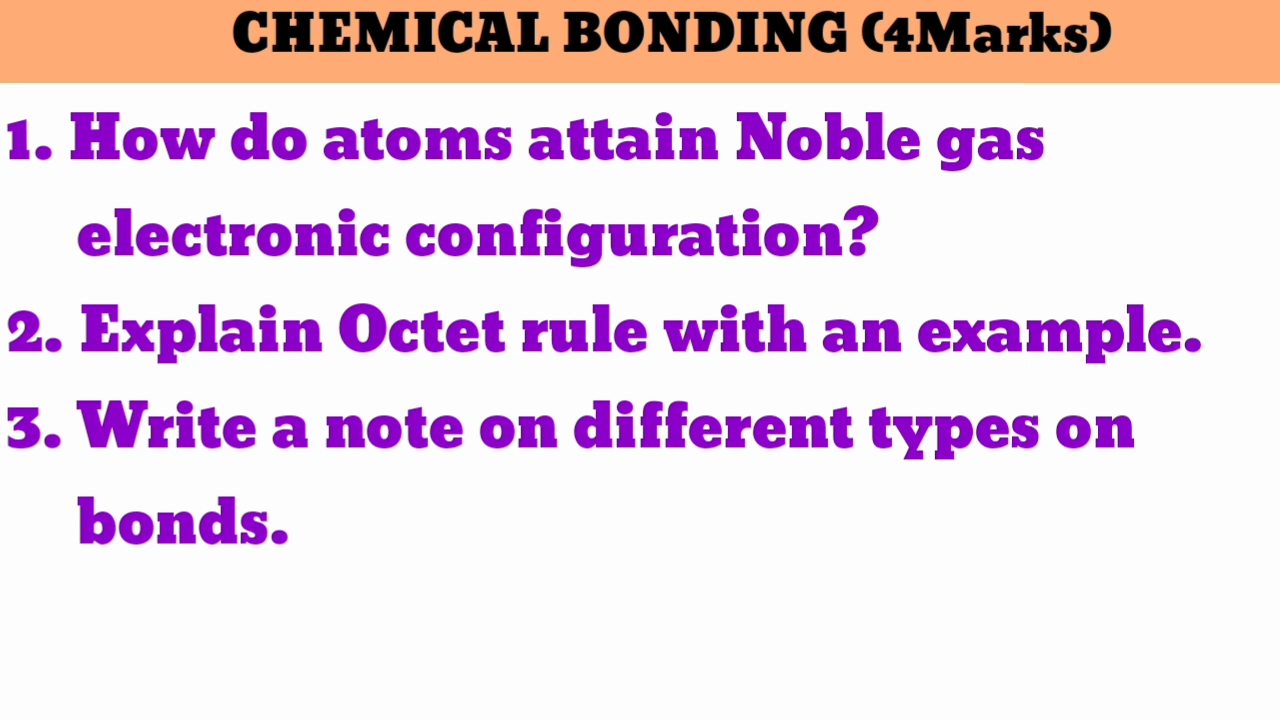 CHEMICAL BONDING (4Marks)
1. How do atoms attain Noble gas
electronic configuration?
2. Explain Octet rule with an example.
3. Write a note on different types on
bonds.